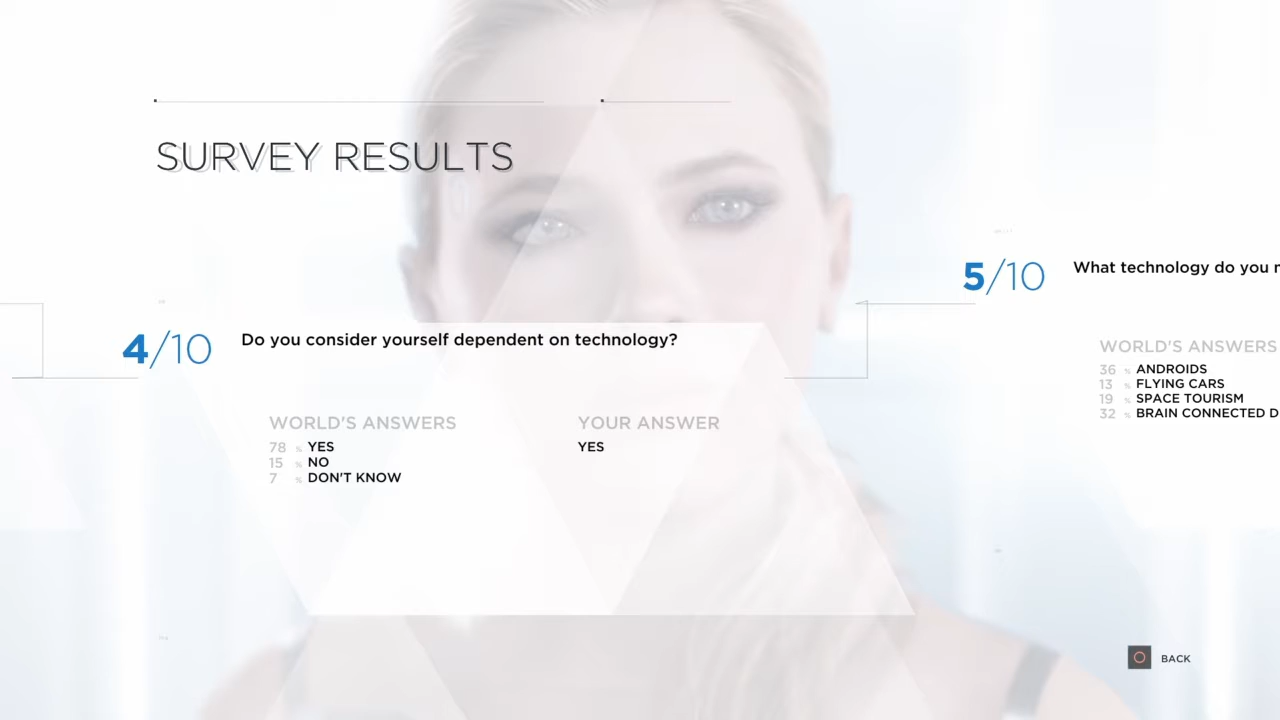 SURVEY RESULTS
4/10
Do you consider yourself dependent on technology?
WORLD'S ANSWERS
78 % YES
15 % NO
7 % DON'T KNOW
YOUR ANSWER
YES
5/10
What technology do you
WORLD'S ANSWERS
36 % ANDROIDS
13 % FLYING CARS
19 % SPACE TOURISM
32 % BRAIN CONNECTED
BACK